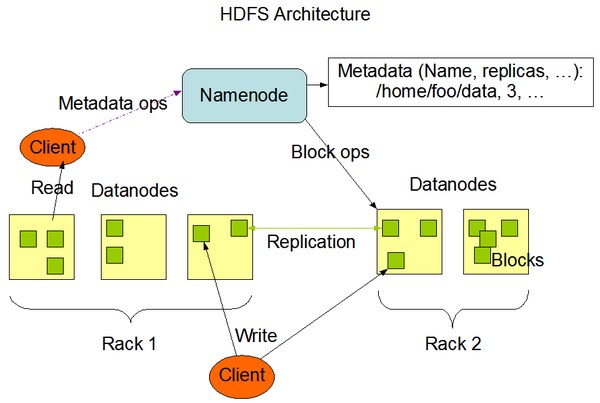 HDFS Architecture
Metadata (Name, replicas, …):
/home/foo/data, 3, …
Namenode
Metadata ops
Client
Block ops
Read
Datanodes
Datanodes
Replication
Blocks
Write
Rack 1
Rack 2
Client